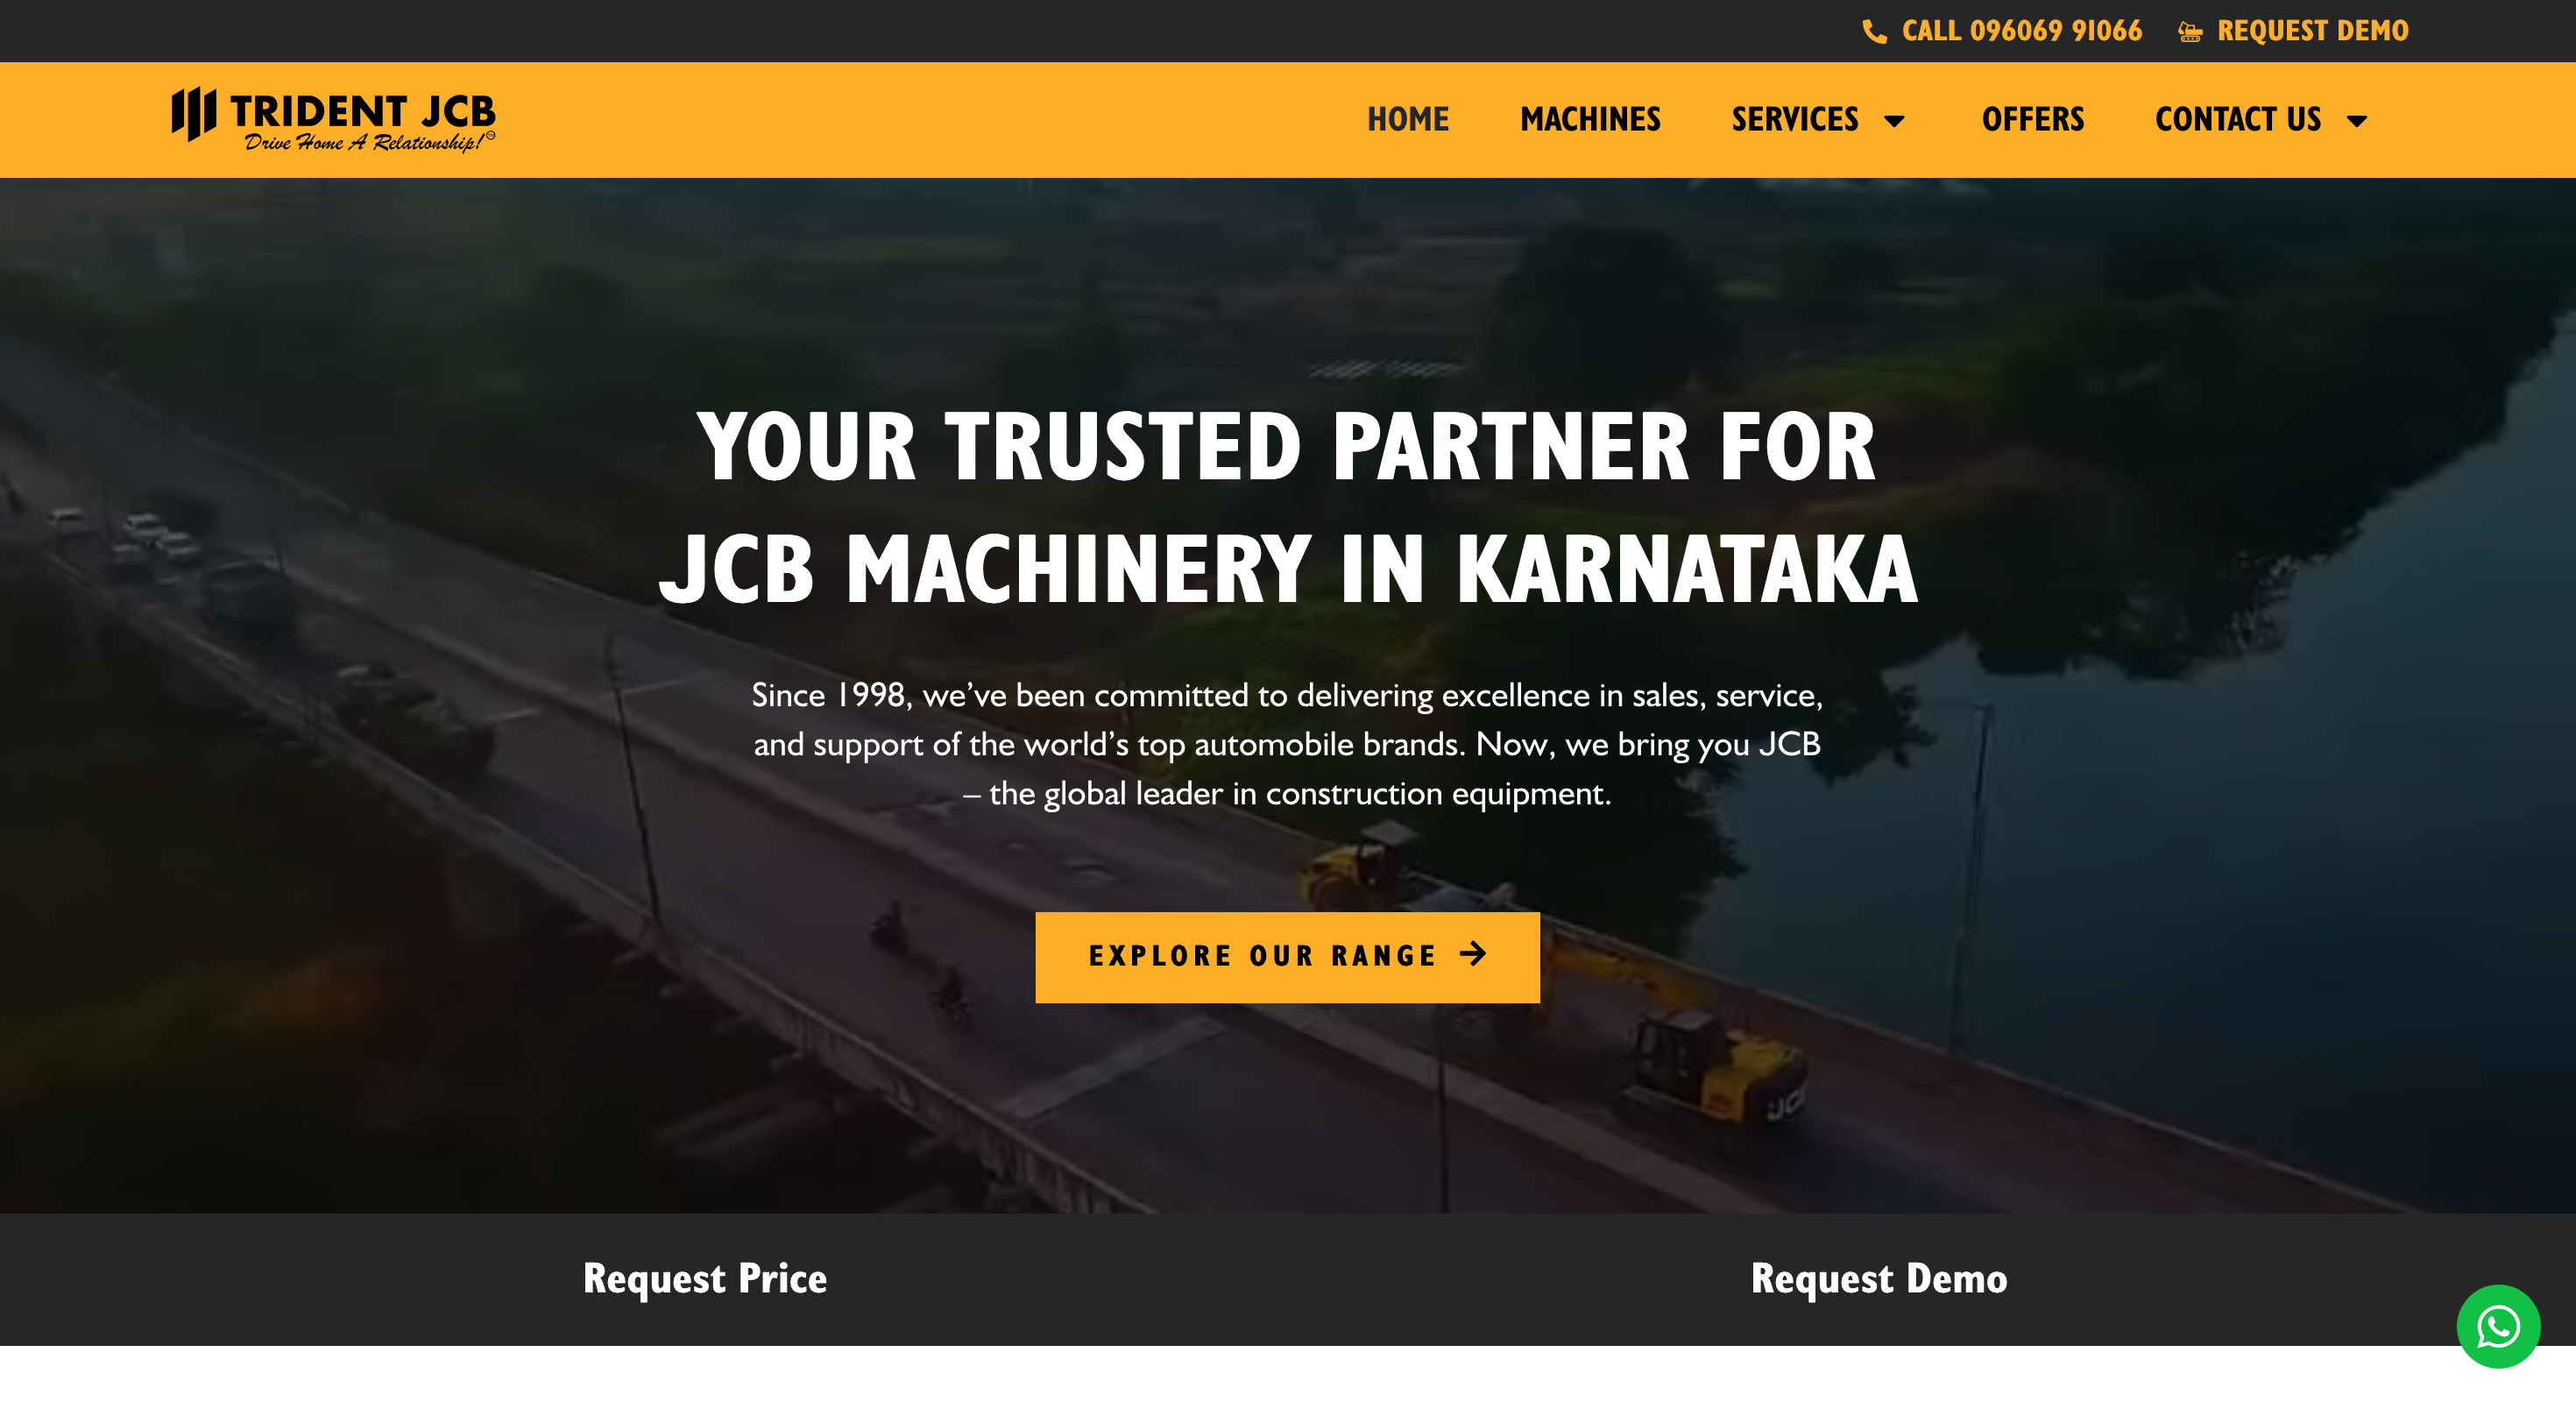 CALL 096069 91066
REQUEST DEMO
TRIDENT JCB
Drive Home A Relationship!
HOME
MACHINES
SERVICES
OFFERS
CONTACT US
YOUR TRUSTED PARTNER FOR
JCB MACHINERY IN KARNATAKA
Since 1998, we’ve been committed to delivering excellence in sales, service,
and support of the world’s top automobile brands. Now, we bring you JCB
– the global leader in construction equipment.
EXPLORE OUR RANGE
JCB
Request Price
Request Demo